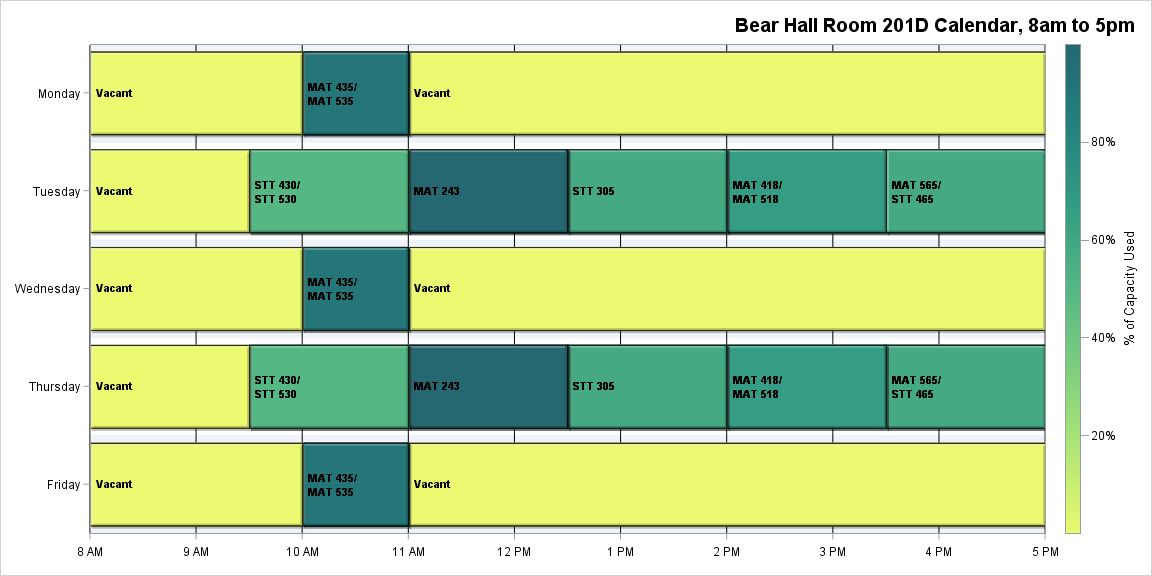 Bear Hall Room 201D Calendar, 8am to 5pm
Monday
Vacant
MAT 435/
MAT 535
Vacant
Tuesday
Vacant
STT 430/
STT 530
MAT 243
STT 305
MAT 418/
MAT 518
MAT 565/
STT 465
Wednesday
Vacant
MAT 435/
MAT 535
Vacant
Thursday
Vacant
STT 430/
STT 530
MAT 243
STT 305
MAT 418/
MAT 518
MAT 565/
STT 465
Friday
Vacant
MAT 435/
MAT 535
Vacant
8 AM
9 AM
10 AM
11 AM
12 PM
1 PM
2 PM
3 PM
4 PM
5 PM
80%
60%
40%
20%
% of Capacity Used